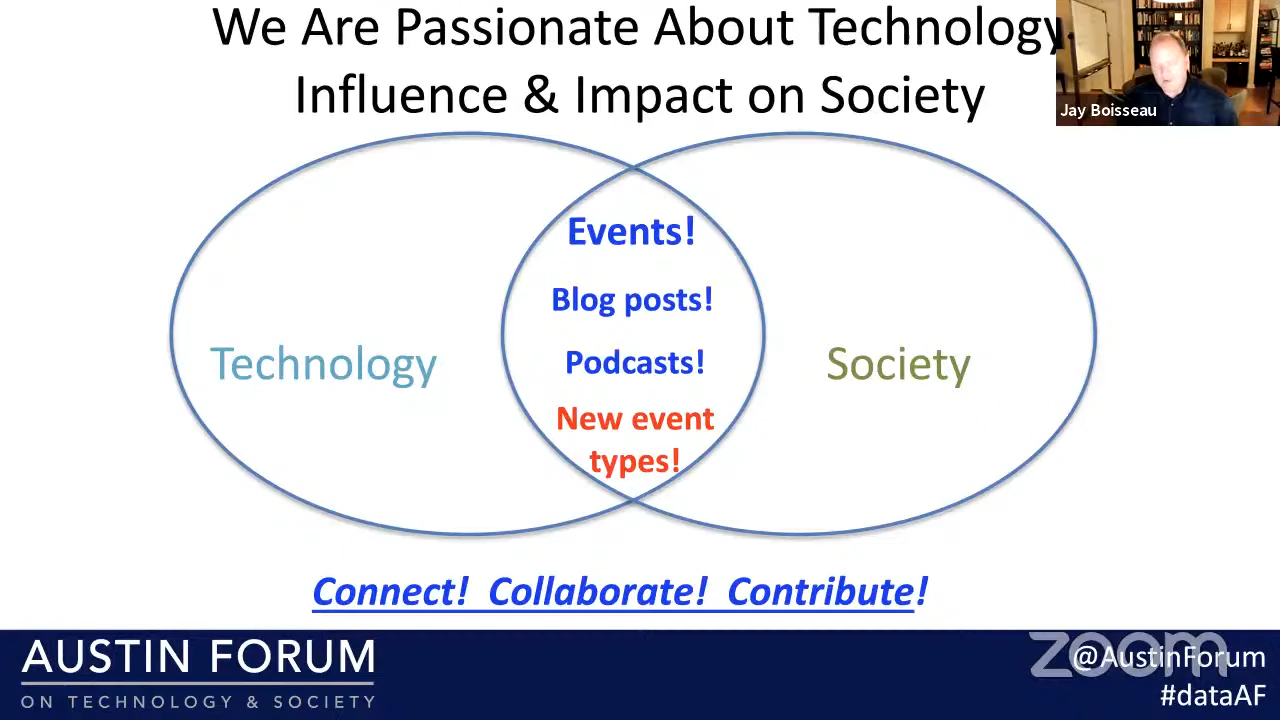 We Are Passionate About Technology
Influence & Impact on Society
Jay Boisseau
Events!
Blog posts!
Podcasts!
New event
types!
Technology
Society
Connect! Collaborate! Contribute!
AUSTIN FORUM
ON TECHNOLOGY & SOCIETY
zoom
@AustinForum
#dataAF